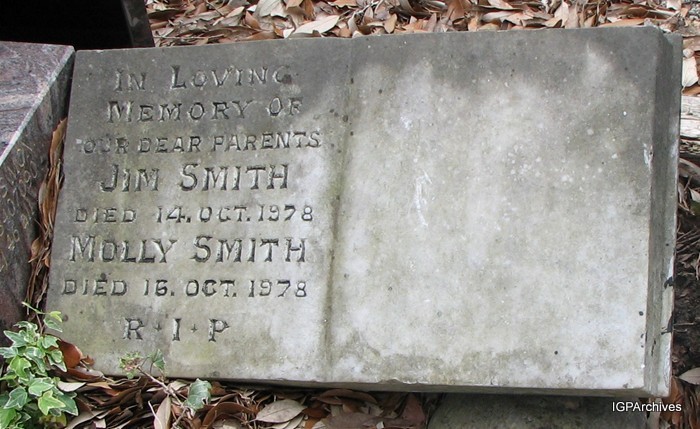 IN LOVING
MEMORY OF
OUR DEAR PARENTS
JIM SMITH
DIED 14. OCT. 1978
MOLLY SMITH
DIED 16. OCT. 1978
R·I·P
IGPArchives